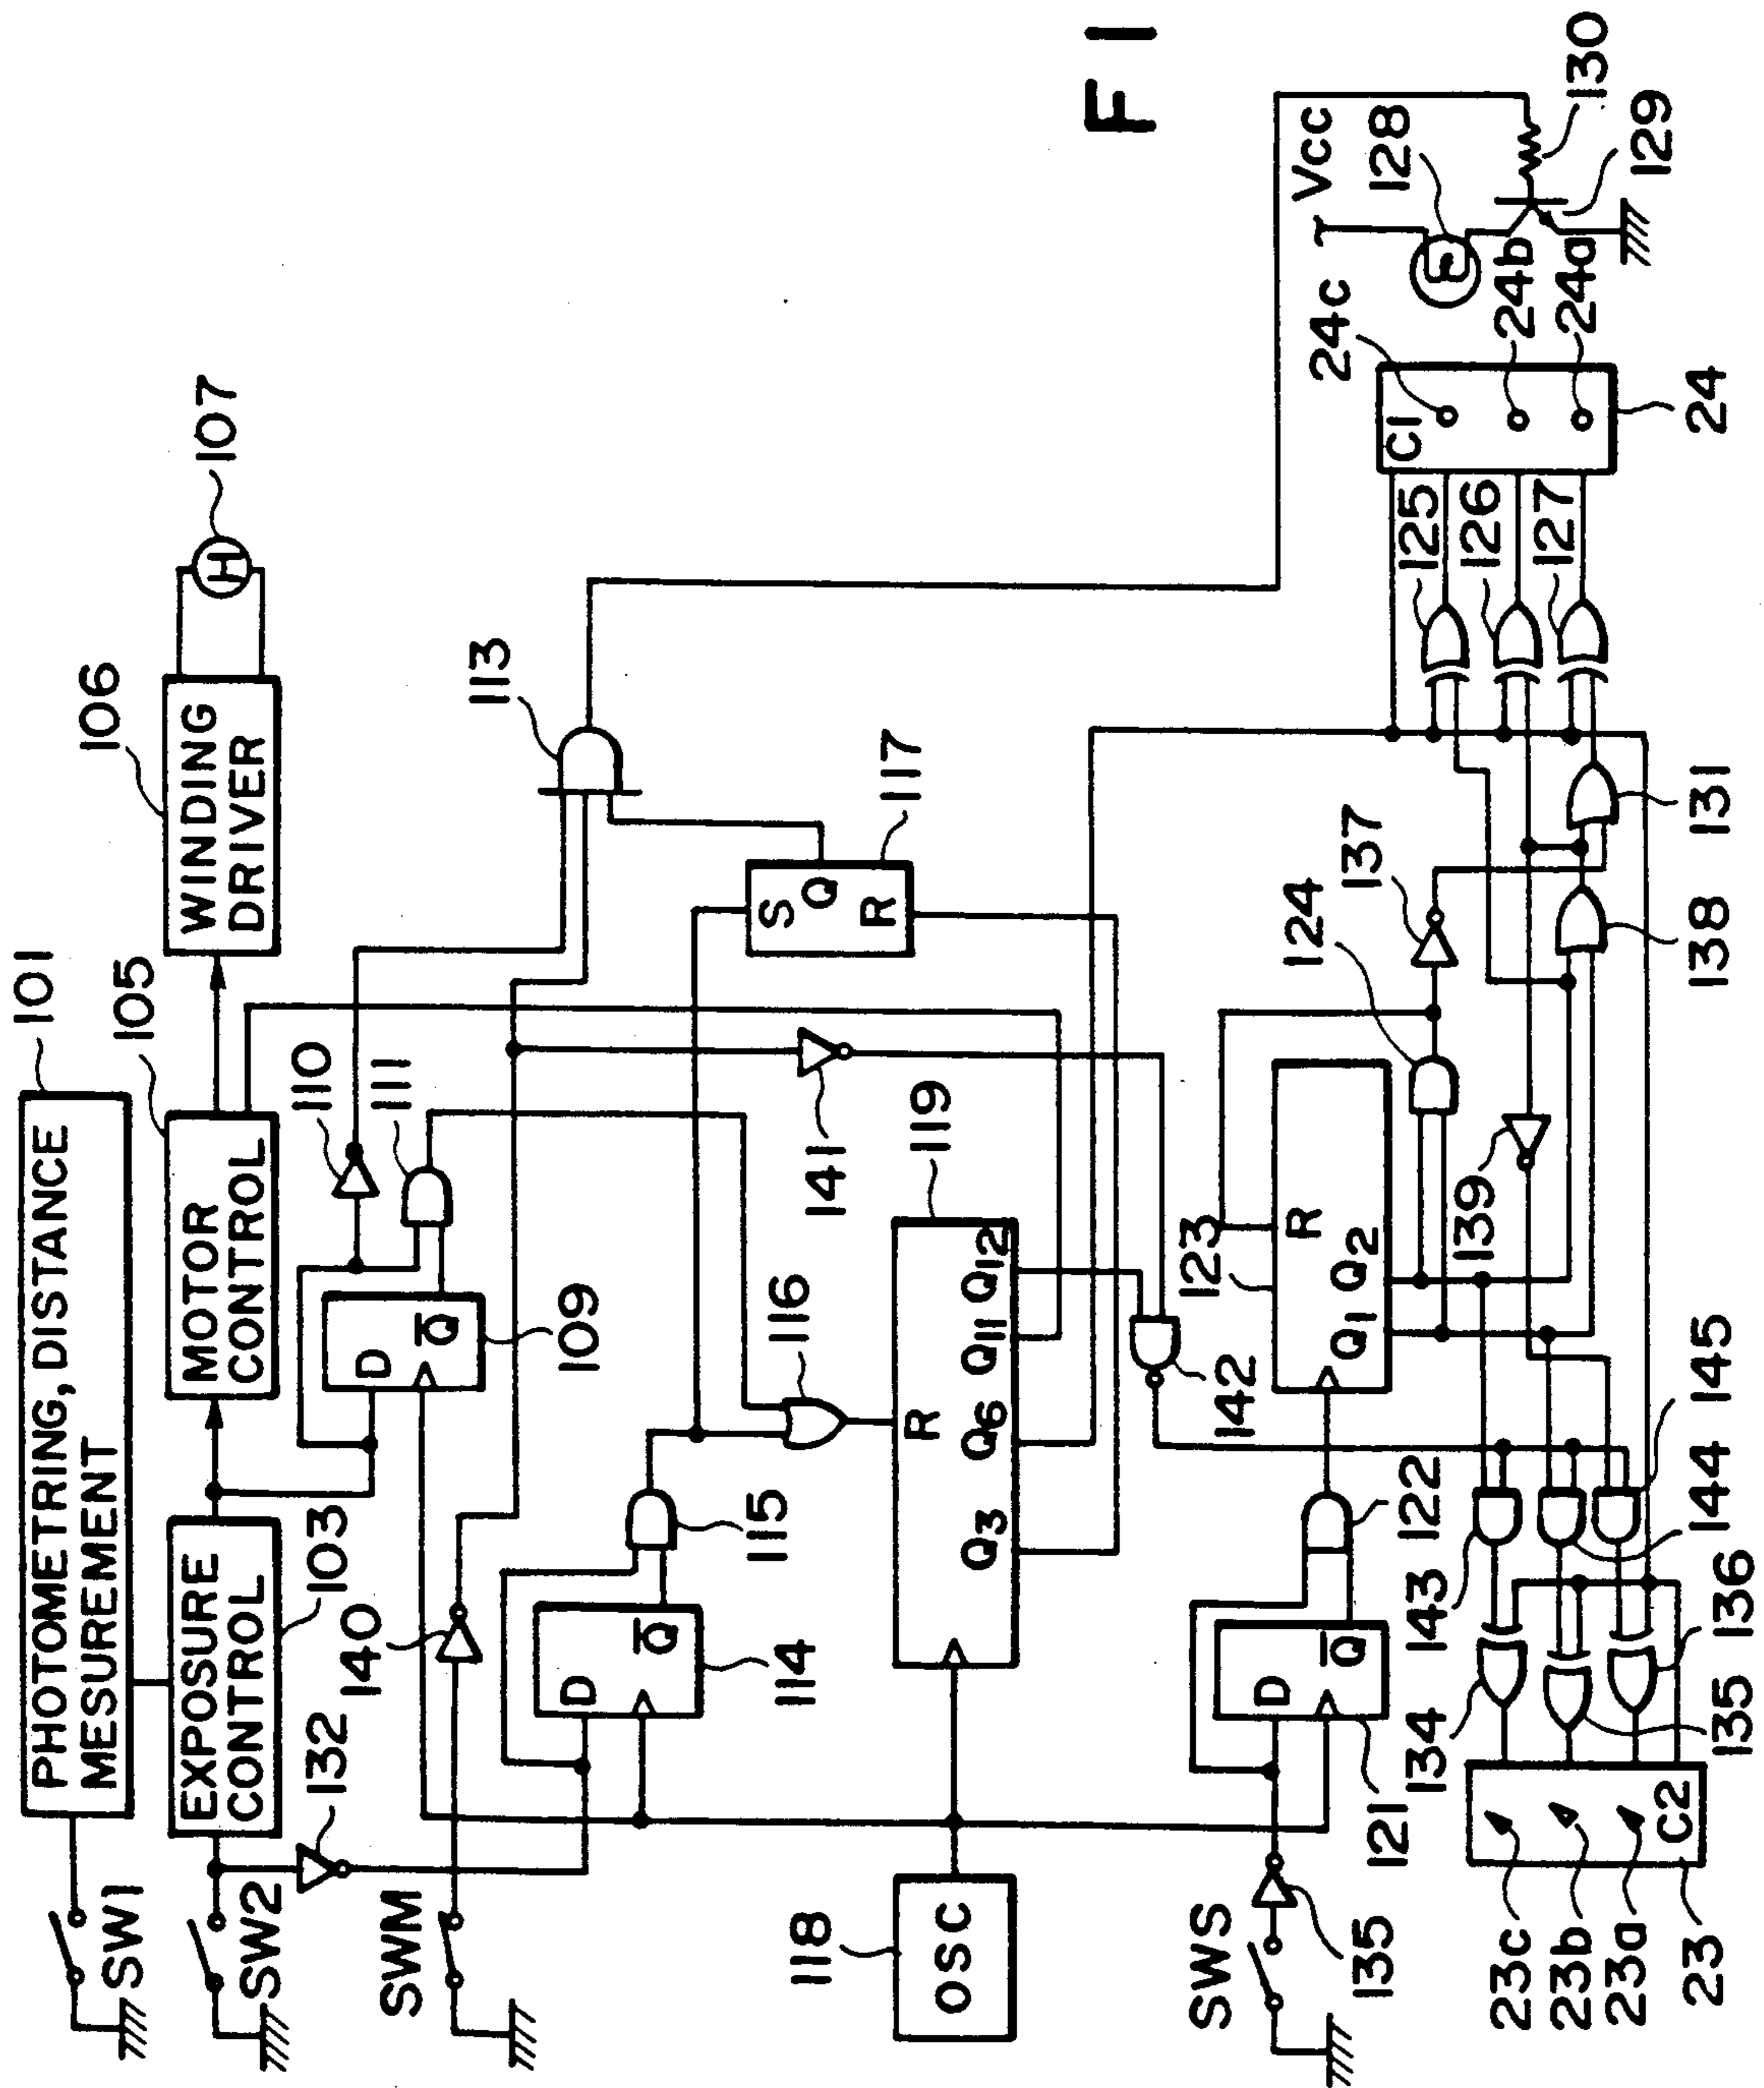 F I
101
PHOTOMETRING, DISTANCE
MESUREMENT
SW1
103
EXPOSURE
CONTROL
SW2
132
105
MOTOR
CONTROL
106
WINDING
DRIVER
107
M
110
111
D
Q
109
SWM
140
113
D
Q
114
115
116
S
Q
R
117
141
118
OSC
119
R
Q3
Q6
Q11
Q12
142
SWS
135
D
Q
121
122
123
R
Q1
Q2
124
137
138
131
139
143
144
145
134
135
136
23
C2
23a
23b
23c
125
126
127
24
C1
24a
24b
24c
Vcc
128
129
130